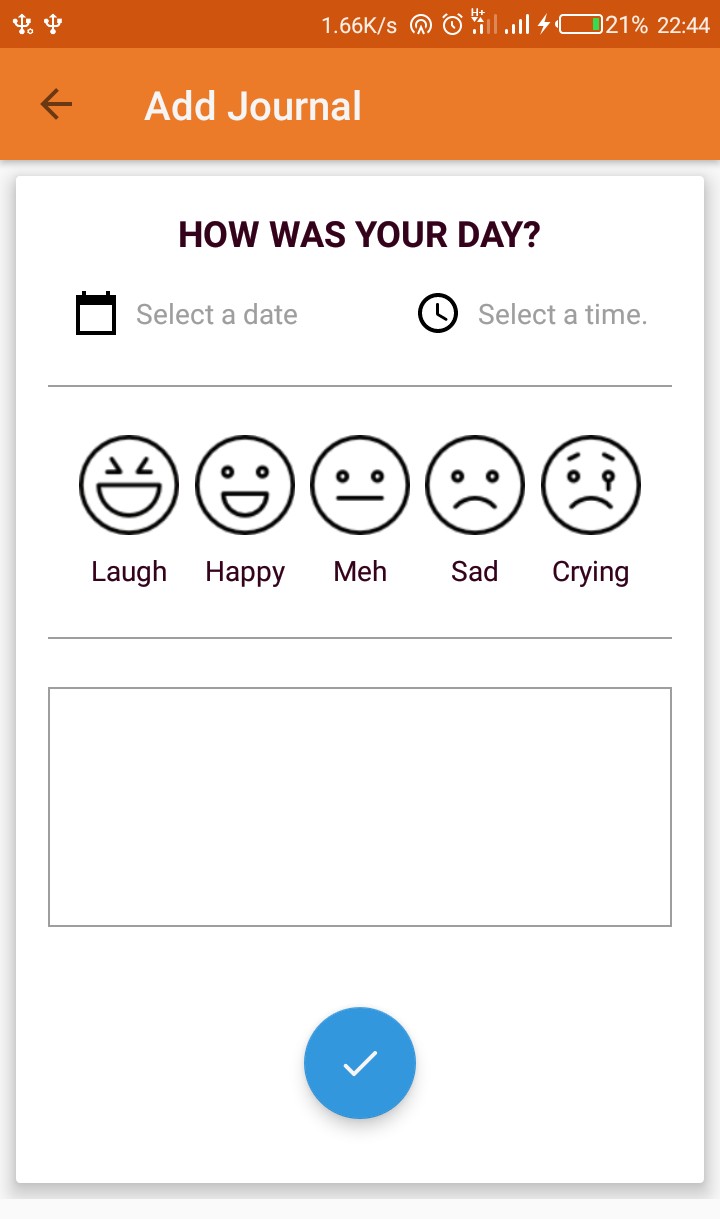 1.66K/s H+ 21% 22:44
Add Journal
HOW WAS YOUR DAY?
Select a date Select a time.
Laugh Happy Meh Sad Crying